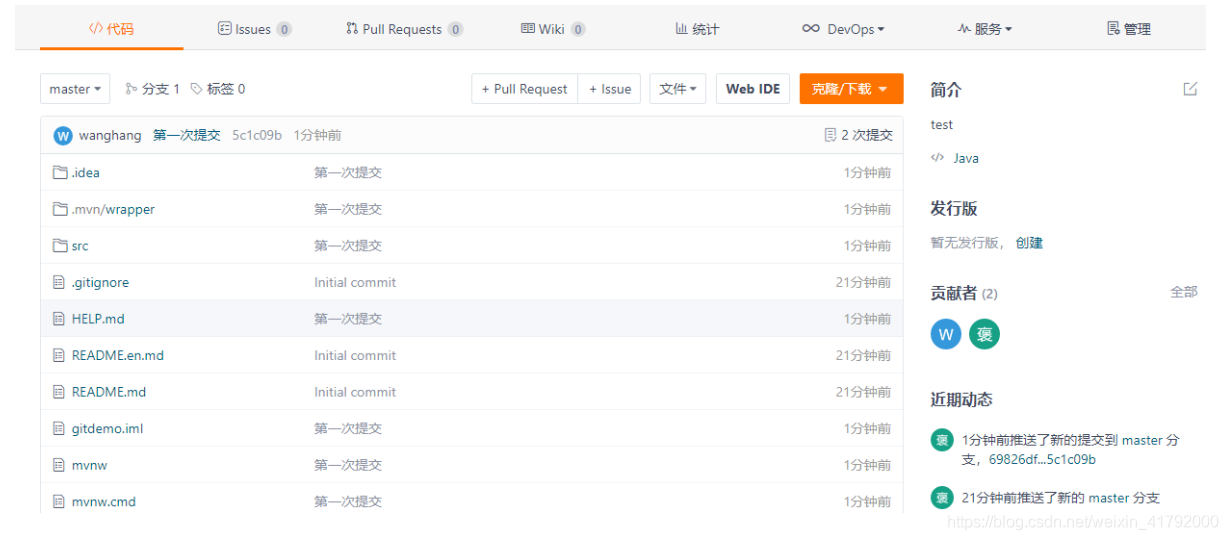 代码 Issues 0 Pull Requests 0 Wiki 0 统计 DevOps 服务 管理
master 分支 1 标签 0 + Pull Request + Issue 文件 Web IDE 克隆/下载
W wanghang 第一次提交 5c1c09b 1分钟前 2 次提交
.idea 第一次提交 1分钟前
.mvn/wrapper 第一次提交 1分钟前
src 第一次提交 1分钟前
.gitignore Initial commit 21分钟前
HELP.md 第一次提交 1分钟前
README.en.md Initial commit 21分钟前
README.md Initial commit 21分钟前
gitdemo.iml 第一次提交 1分钟前
mvnw 第一次提交 1分钟前
mvnw.cmd 第一次提交 1分钟前
简介
test
Java
发行版
暂无发行版， 创建
贡献者 (2) 全部
W 褒
近期动态
褒 1分钟前推送了新的提交到 master 分
支，69826df...5c1c09b
褒 21分钟前推送了新的 master 分支
https://blog.csdn.net/weixin_41792000